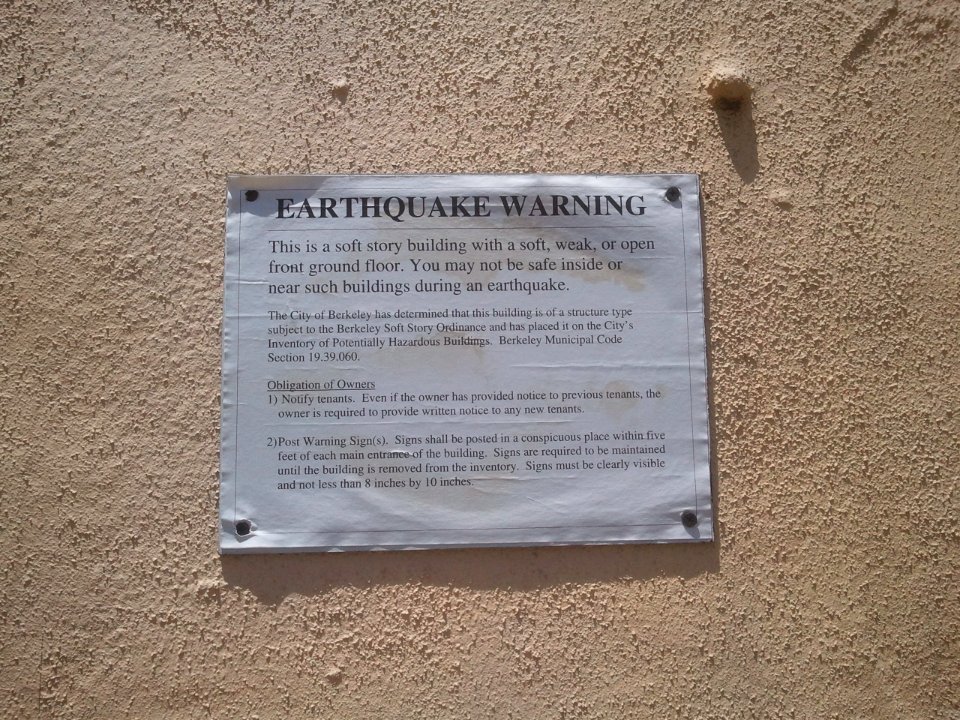 EARTHQUAKE WARNING
This is a soft story building with a soft, weak, or open
front ground floor. You may not be safe inside or
near such buildings during an earthquake.
The City of Berkeley has determined that this building is of a structure type
subject to the Berkeley Soft Story Ordinance and has placed it on the City's
Inventory of Potentially Hazardous Buildings. Berkeley Municipal Code
Section 19.39.060.
Obligation of Owners
1) Notify tenants. Even if the owner has provided notice to previous tenants, the
owner is required to provide written notice to any new tenants.
2)Post Warning Sign(s). Signs shall be posted in a conspicuous place within five
feet of each main entrance of the building. Signs are required to be maintained
until the building is removed from the inventory. Signs must be clearly visible
and not less than 8 inches by 10 inches.